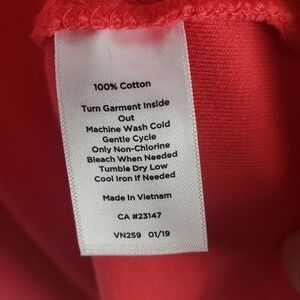 100% Cotton
Turn Garment Inside
Out
Machine Wash Cold
Gentle Cycle
Only Non-Chlorine
Bleach When Needed
Tumble Dry Low
Cool Iron If Needed
Made in Vietnam
CA #23147
VN259 01/19